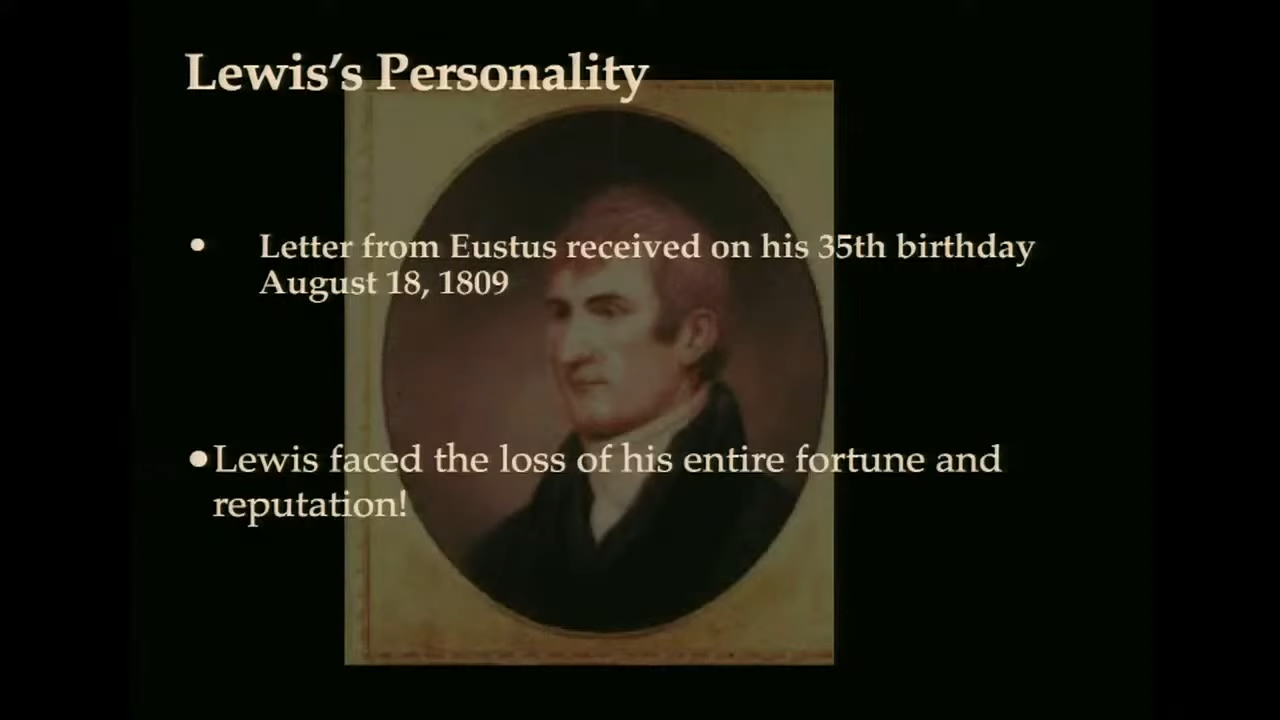 Lewis’s Personality
• Letter from Eustus received on his 35th birthday
August 18, 1809
•Lewis faced the loss of his entire fortune and
reputation!